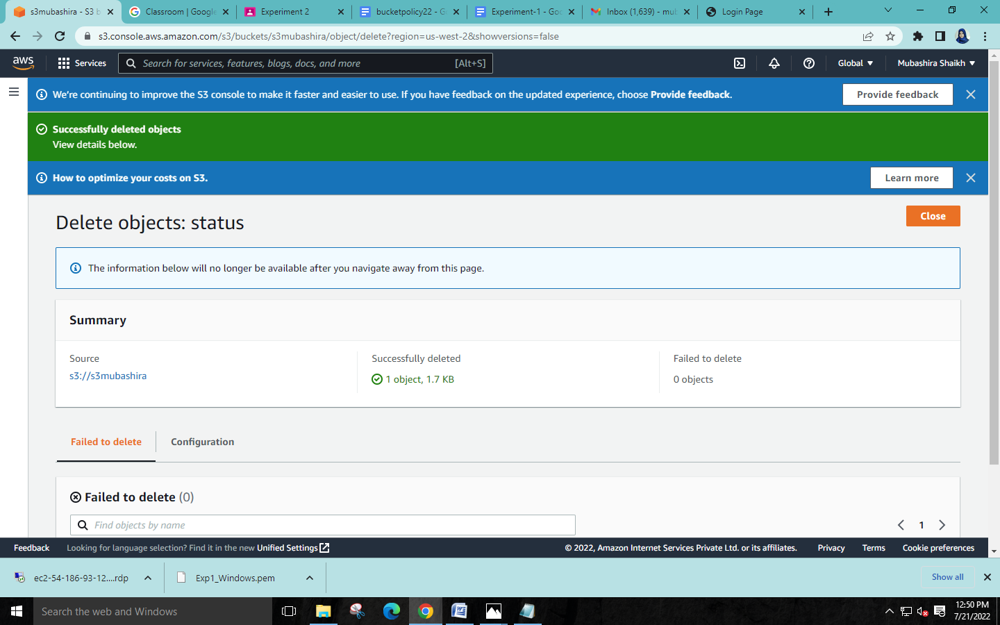 s3mubashira - S3 b
Classroom | Google
Experiment 2
bucketpolicy22 - G
Experiment-1 - Goo
Inbox (1,639) - mub
Login Page
s3.console.aws.amazon.com/s3/buckets/s3mubashira/object/delete?region=us-west-2&showversions=false
aws
Services
Search for services, features, blogs, docs, and more
[Alt+S]
Global
Mubashira Shaikh
We're continuing to improve the S3 console to make it faster and easier to use. If you have feedback on the updated experience, choose Provide feedback.
Provide feedback
Successfully deleted objects
View details below.
How to optimize your costs on S3.
Learn more
Delete objects: status
Close
The information below will no longer be available after you navigate away from this page.
Summary
Source
s3://s3mubashira
Successfully deleted
1 object, 1.7 KB
Failed to delete
0 objects
Failed to delete
Configuration
Failed to delete (0)
Find objects by name
1
Feedback
Looking for language selection? Find it in the new Unified Settings
© 2022, Amazon Internet Services Private Ltd. or its affiliates.
Privacy
Terms
Cookie preferences
ec2-54-186-93-12....rdp
Exp1_Windows.pem
Show all
Search the web and Windows
12:50 PM
7/21/2022